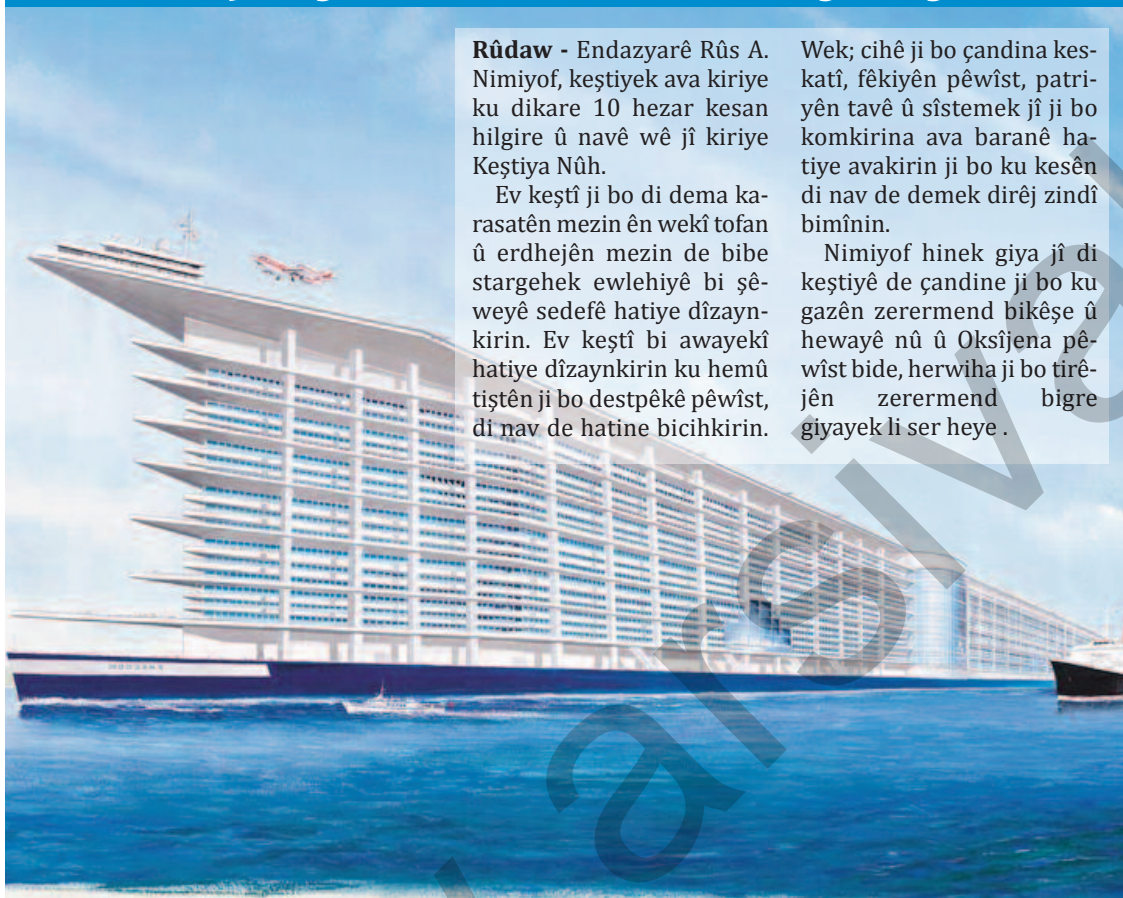 Rûdaw - Endazyarê Rûs A.
Nimiyof, keştiyek ava kiriye
ku dikare 10 hezar kesan
hilgire û navê wê jî kiriye
Keştiya Nûh.
Ev keştî ji bo di dema ka-
rasatên mezin ên wekî tofan
û erdhejên mezin de bibe
stargehek ewlehiyê bi şê-
weyê sedefê hatiye dîzayn-
kirin. Ev keştî bi awayekî
hatiye dîzaynkirin ku hemû
tiştên ji bo destpêkê pêwîst,
di nav de hatine bicihkirin.
Wek; cihê ji bo çandina kes-
katî, fêkiyên pêwîst, patri-
yên tavê û sîstemek jî ji bo
komkirina ava baranê ha-
tiye avakirin ji bo ku kesên
di nav de demek dirêj zindî
bimînin.
Nimiyof hinek giya jî di
keştiyê de çandine ji bo ku
gazên zerermend bikêşe û
hewayê nû û Oksîjena pê-
wîst bide, herwiha ji bo tirê-
jên zerermend bigre
giyayek li ser heye .
arsiva